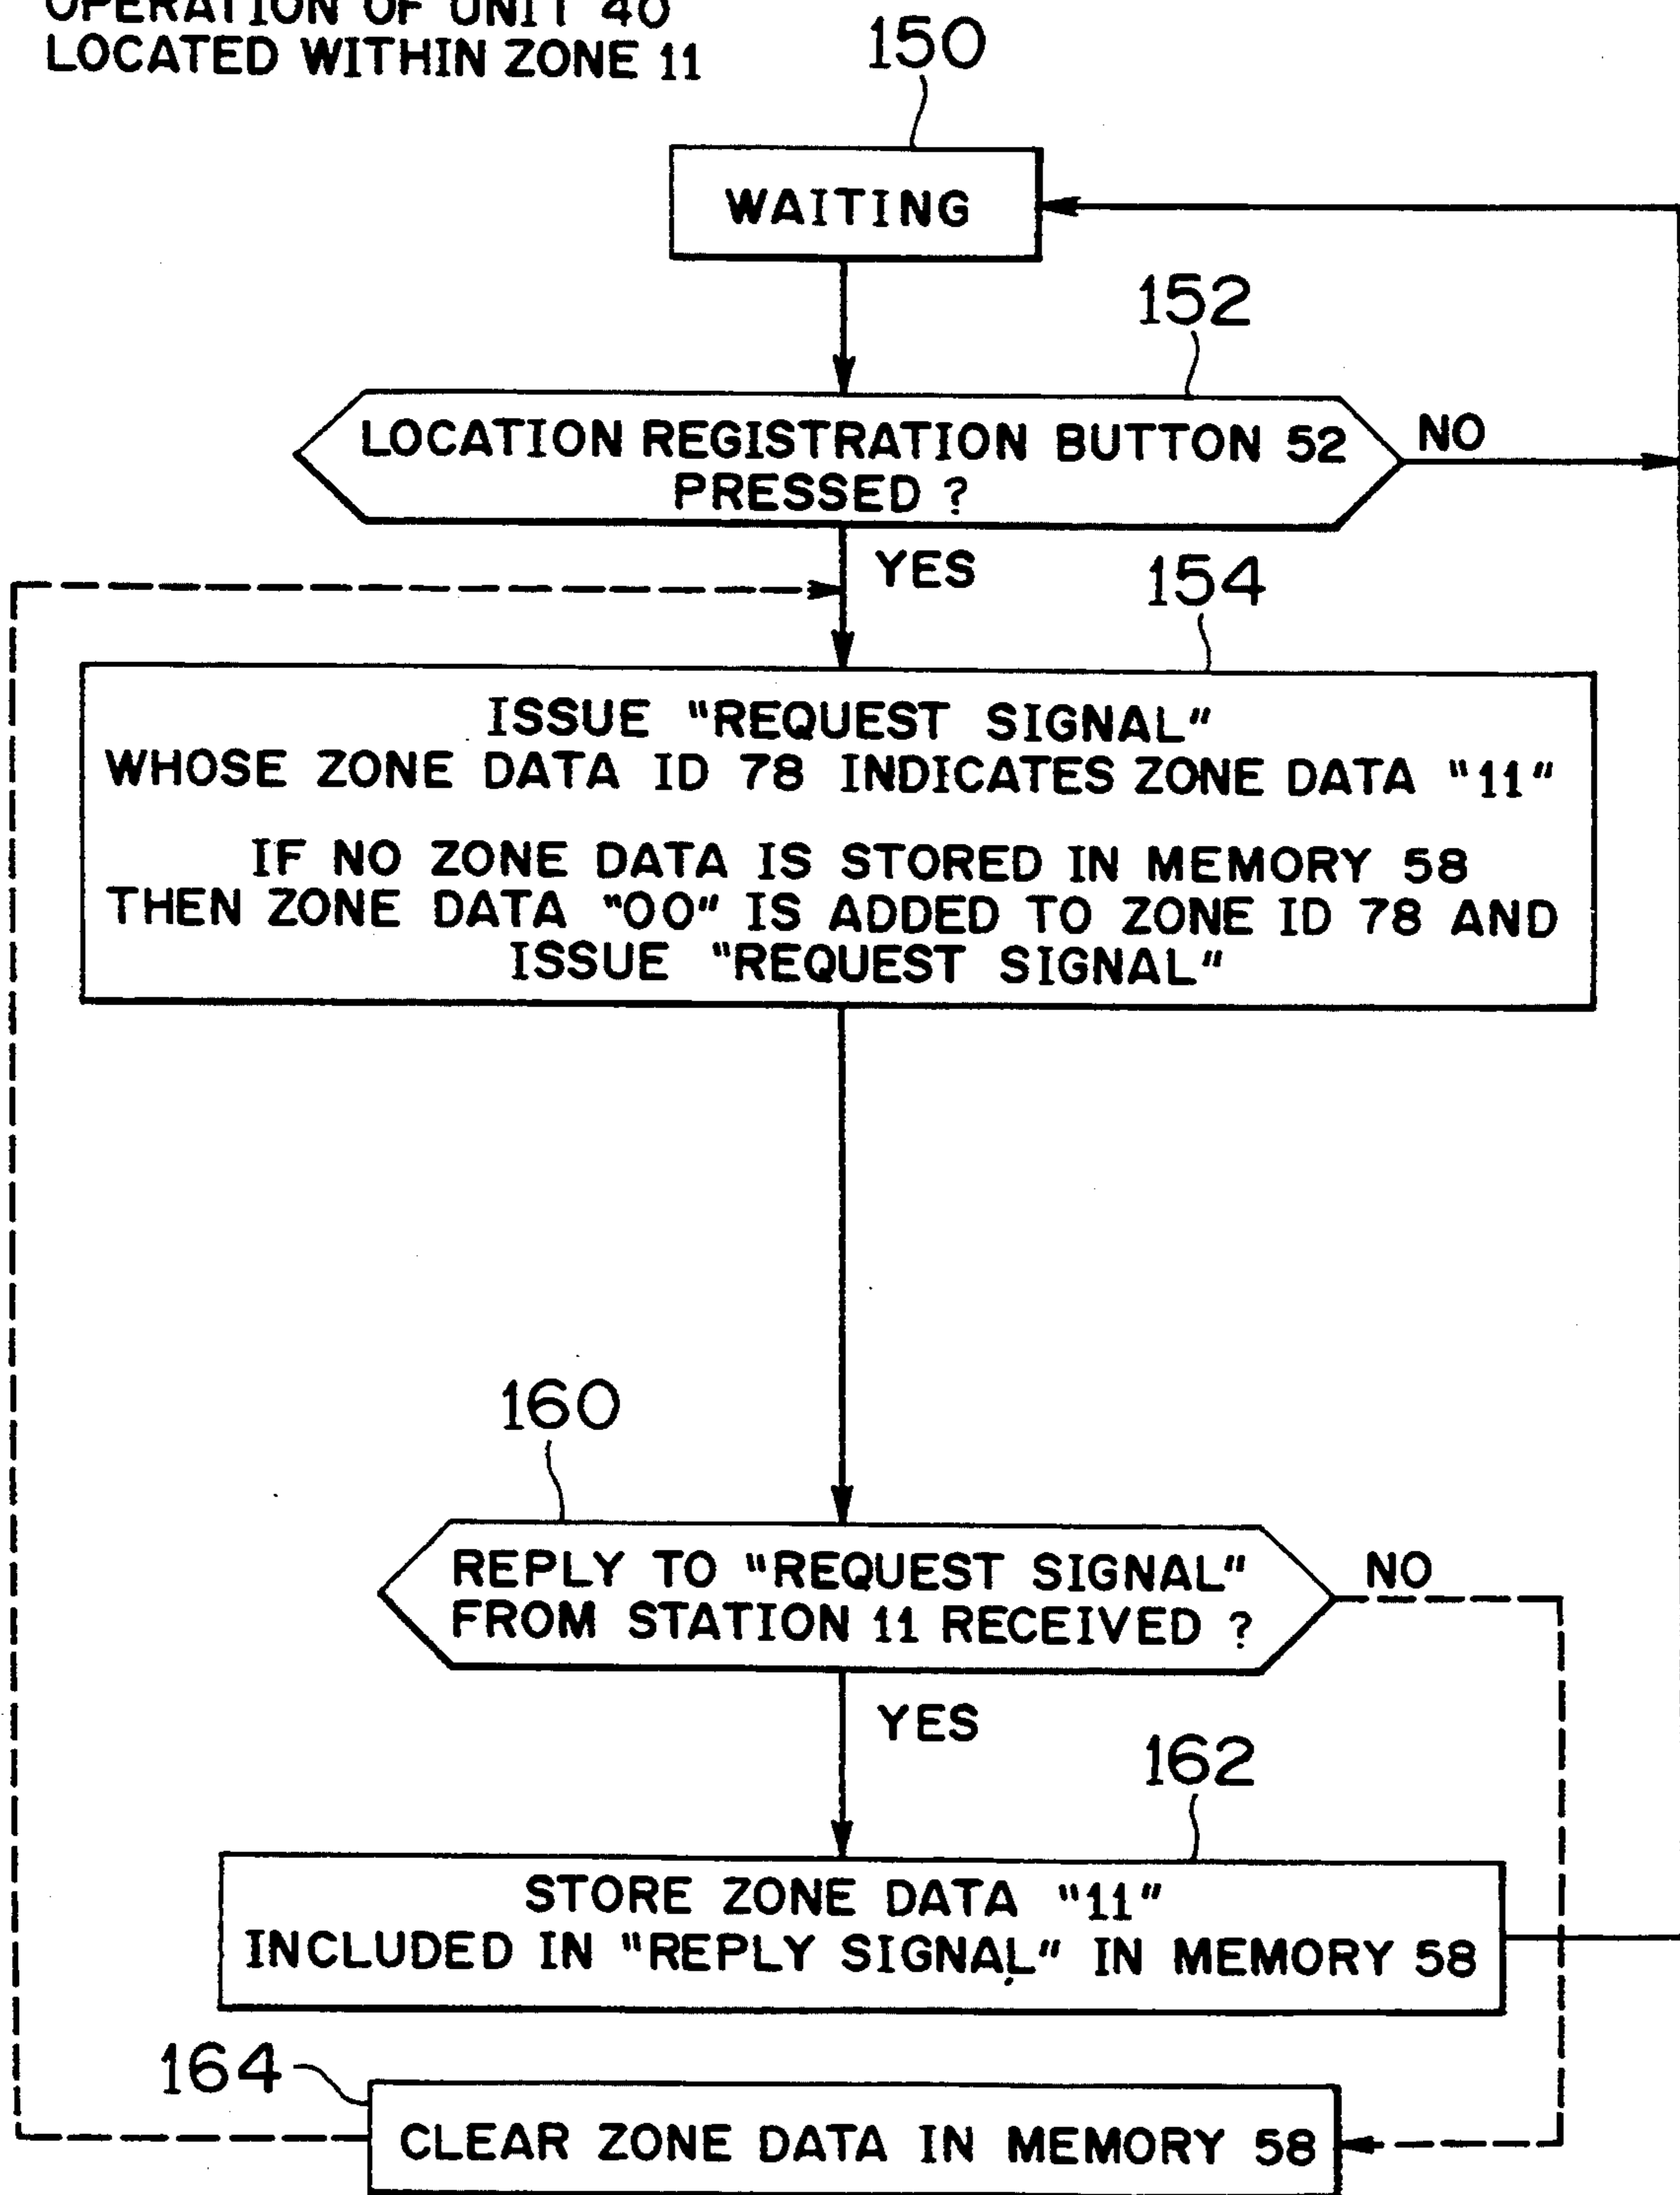 OPERATION OF UNIT 40
LOCATED WITHIN ZONE 11
150
WAITING
152
LOCATION REGISTRATION BUTTON 52
PRESSED ?
NO
YES
154
ISSUE "REQUEST SIGNAL"
WHOSE ZONE DATA ID 78 INDICATES ZONE DATA "11"
IF NO ZONE DATA IS STORED IN MEMORY 58
THEN ZONE DATA "00" IS ADDED TO ZONE ID 78 AND
ISSUE "REQUEST SIGNAL"
160
REPLY TO "REQUEST SIGNAL"
FROM STATION 11 RECEIVED ?
NO
YES
162
STORE ZONE DATA "11"
INCLUDED IN "REPLY SIGNAL" IN MEMORY 58
164
CLEAR ZONE DATA IN MEMORY 58